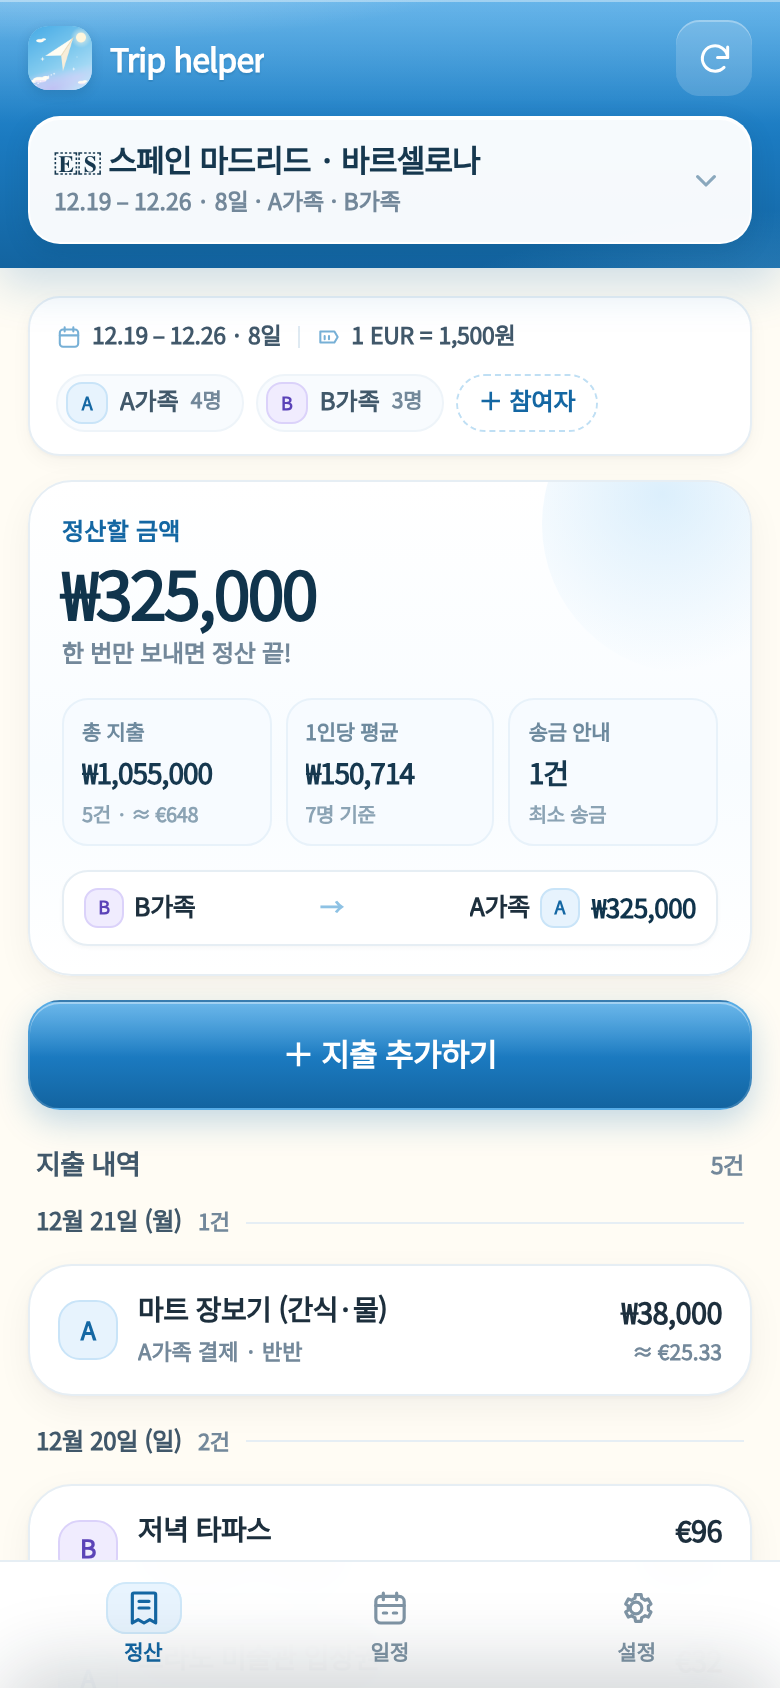 Trip helper
🇪🇸 스페인 마드리드 · 바르셀로나
12.19 – 12.26 · 8일 · A가족 · B가족
12.19 – 12.26 · 8일 1 EUR = 1,500원
A A가족 4명 B B가족 3명 + 참여자
정산할 금액
₩325,000
한 번만 보내면 정산 끝!
총 지출 1인당 평균 송금 안내
₩1,055,000 ₩150,714 1건
5건 · ≈ €648 7명 기준 최소 송금
B B가족 → A가족 A ₩325,000
+ 지출 추가하기
지출 내역 5건
12월 21일 (월) 1건
A 마트 장보기 (간식·물) ₩38,000
A가족 결제 · 반반 ≈ €25.33
12월 20일 (일) 2건
B 저녁 타파스 €96
정산 일정 설정